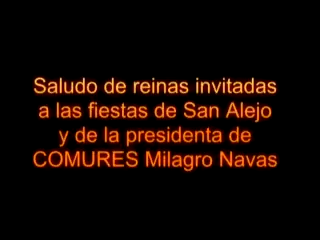 Saludo de reinas invitadas
a las fiestas de San Alejo
y de la presidenta de
COMURES Milagro Navas